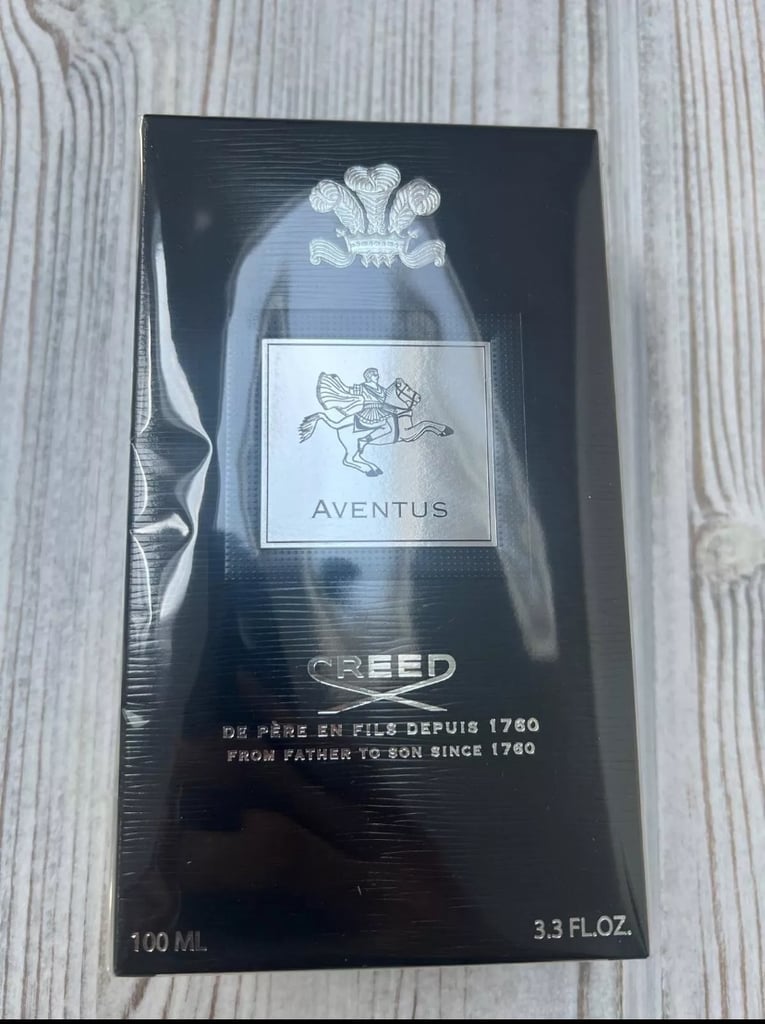 AVENTUS
CREED
DE PÈRE EN FILS DEPUIS 1760
FROM FATHER TO SON SINCE 1760
100 ML
3.3 FL.OZ.